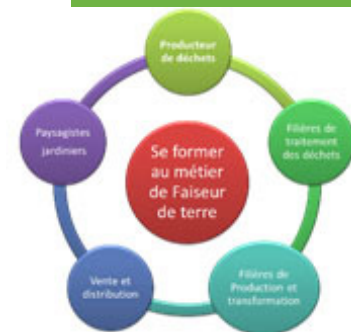 Producteur
de déchets
Filières de
traitement
des déchets
Filières de
Production et
transformation
Vente et
distribution
Paysagistes
jardiniers
Se former
au métier
de Faiseur
de terre